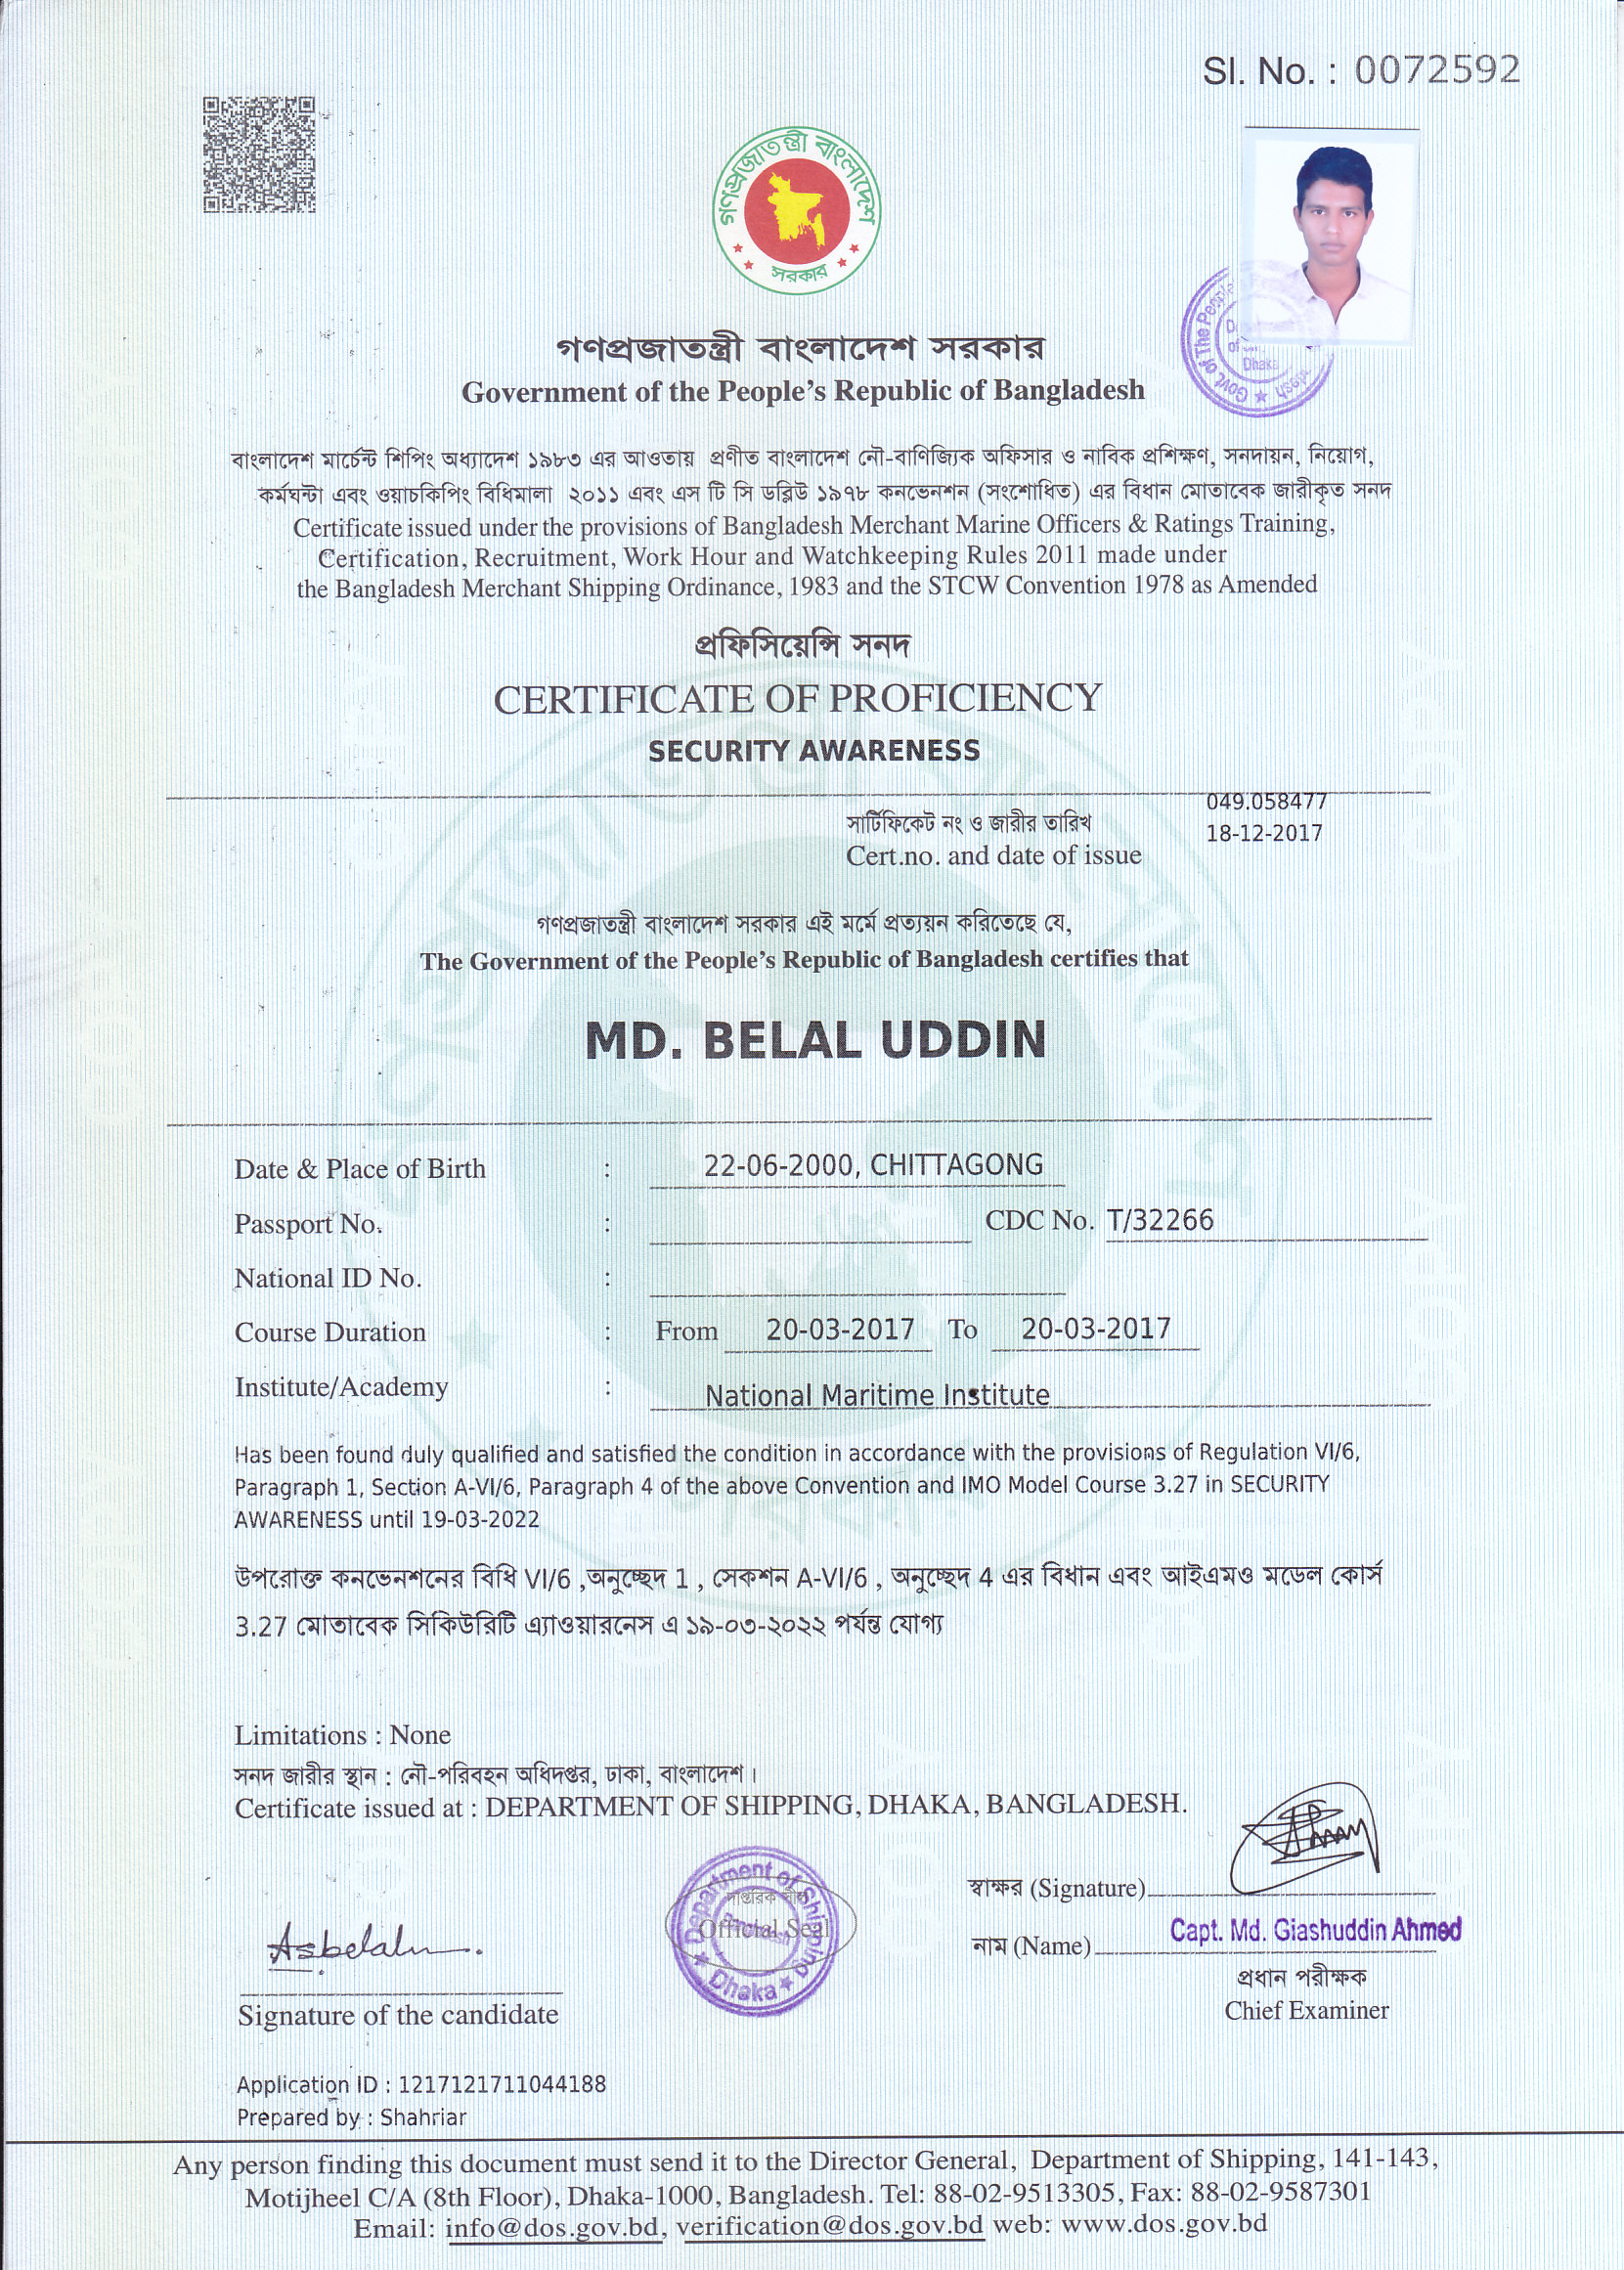 Sl. No. : 0072592
গণপ্রজাতন্ত্রী বাংলাদেশ
সরকার
Govt of The People
Dhaka
গণপ্রজাতন্ত্রী বাংলাদেশ সরকার
Government of the People's Republic of Bangladesh
বাংলাদেশ মার্চেন্ট শিপিং অধ্যাদেশ ১৯৮৩ এর আওতায় প্রণীত বাংলাদেশ নৌ-বাণিজ্যিক অফিসার ও নাবিক প্রশিক্ষণ, সনদায়ন, নিয়োগ,
কর্মঘন্টা এবং ওয়াচকিপিং বিধিমালা ২০১১ এবং এস টি সি ডব্লিউ ১৯৭৮ কনভেনশন (সংশোধিত) এর বিধান মোতাবেক জারীকৃত সনদ
Certificate issued under the provisions of Bangladesh Merchant Marine Officers & Ratings Training,
Certification, Recruitment, Work Hour and Watchkeeping Rules 2011 made under
the Bangladesh Merchant Shipping Ordinance, 1983 and the STCW Convention 1978 as Amended
প্রফিসিয়েন্সি সনদ
CERTIFICATE OF PROFICIENCY
SECURITY AWARENESS
049.058477
সার্টিফিকেট নং ও জারীর তারিখ
18-12-2017
Cert.no. and date of issue
গণপ্রজাতন্ত্রী বাংলাদেশ সরকার এই মর্মে প্রত্যয়ন করিতেছে যে,
The Government of the People's Republic of Bangladesh certifies that
MD. BELAL UDDIN
Date & Place of Birth : 22-06-2000, CHITTAGONG
Passport No. : CDC No. T/32266
National ID No. :
Course Duration : From 20-03-2017 To 20-03-2017
Institute/Academy : National Maritime Institute
Has been found duly qualified and satisfied the condition in accordance with the provisions of Regulation VI/6,
Paragraph 1, Section A-VI/6, Paragraph 4 of the above Convention and IMO Model Course 3.27 in SECURITY
AWARENESS until 19-03-2022
উপরোক্ত কনভেনশনের বিধি VI/6 ,অনুচ্ছেদ 1 , সেকশন A-VI/6 , অনুচ্ছেদ 4 এর বিধান এবং আইএমও মডেল কোর্স
3.27 মোতাবেক সিকিউরিটি এ্যাওয়ারনেস এ ১৯-০৩-২০২২ পর্যন্ত যোগ্য
Limitations : None
সনদ জারীর স্থান : নৌ-পরিবহন অধিদপ্তর, ঢাকা, বাংলাদেশ।
Certificate issued at : DEPARTMENT OF SHIPPING, DHAKA, BANGLADESH.
Department of Shipping
Official Seal
Dhaka
স্বাক্ষর (Signature)
নাম (Name) Capt. Md. Giashuddin Ahmed
প্রধান পরীক্ষক
Chief Examiner
Asbelalu
Signature of the candidate
Application ID : 1217121711044188
Prepared by : Shahriar
Any person finding this document must send it to the Director General, Department of Shipping, 141-143,
Motijheel C/A (8th Floor), Dhaka-1000, Bangladesh. Tel: 88-02-9513305, Fax: 88-02-9587301
Email: info@dos.gov.bd, verification@dos.gov.bd web: www.dos.gov.bd